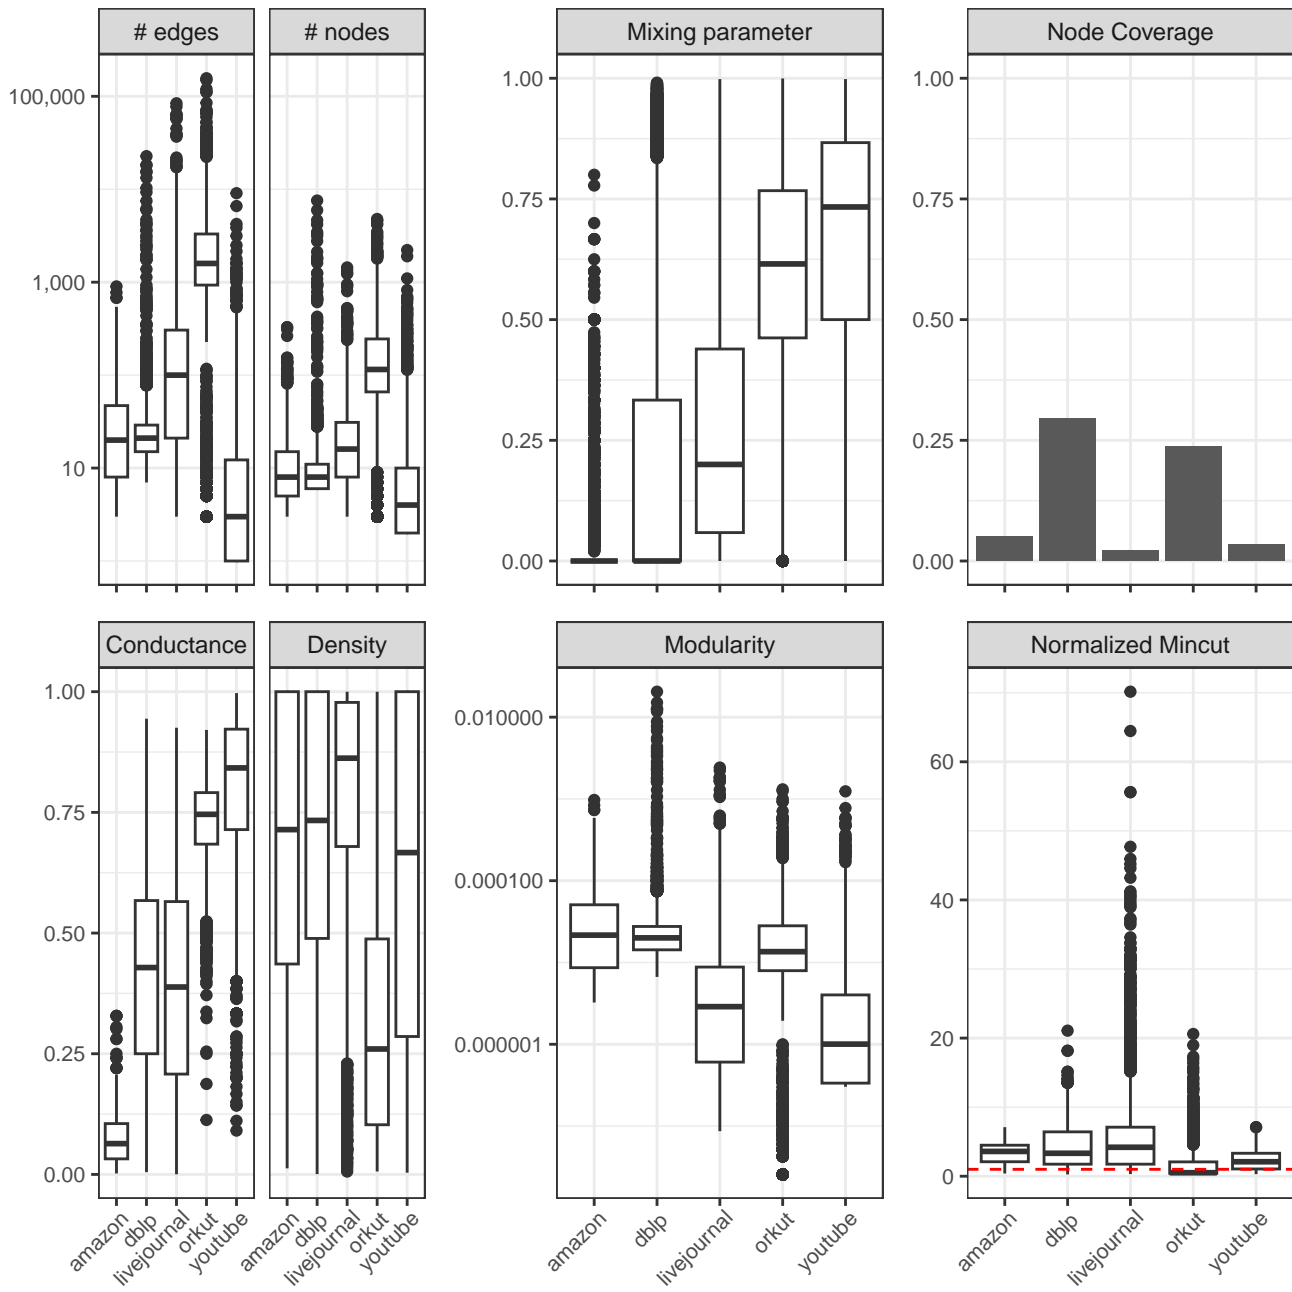 # edges
# nodes
Mixing parameter
Node Coverage
100,000
1,000
10
1.00
0.75
0.50
0.25
0.00
1.00
0.75
0.50
0.25
0.00
Conductance
Density
Modularity
Normalized Mincut
1.00
0.75
0.50
0.25
0.00
0.010000
0.000100
0.000001
60
40
20
0
amazon
dblp
livejournal
orkut
youtube
amazon
dblp
livejournal
orkut
youtube
amazon
dblp
livejournal
orkut
youtube
amazon
dblp
livejournal
orkut
youtube